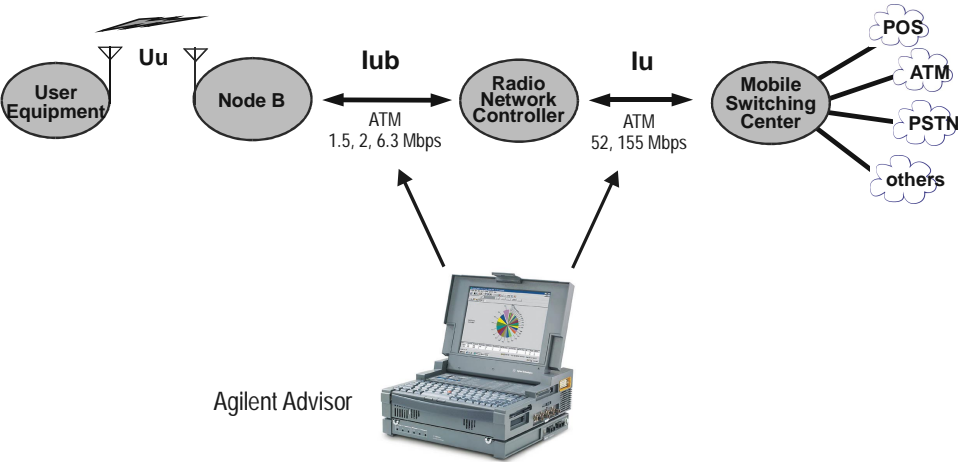 POS
Uu
Iub
Iu
ATM
User
Equipment
Node B
Radio
Network
Controller
Mobile
Switching
Center
PSTN
ATM
1.5, 2, 6.3 Mbps
ATM
52, 155 Mbps
others
Agilent Advisor